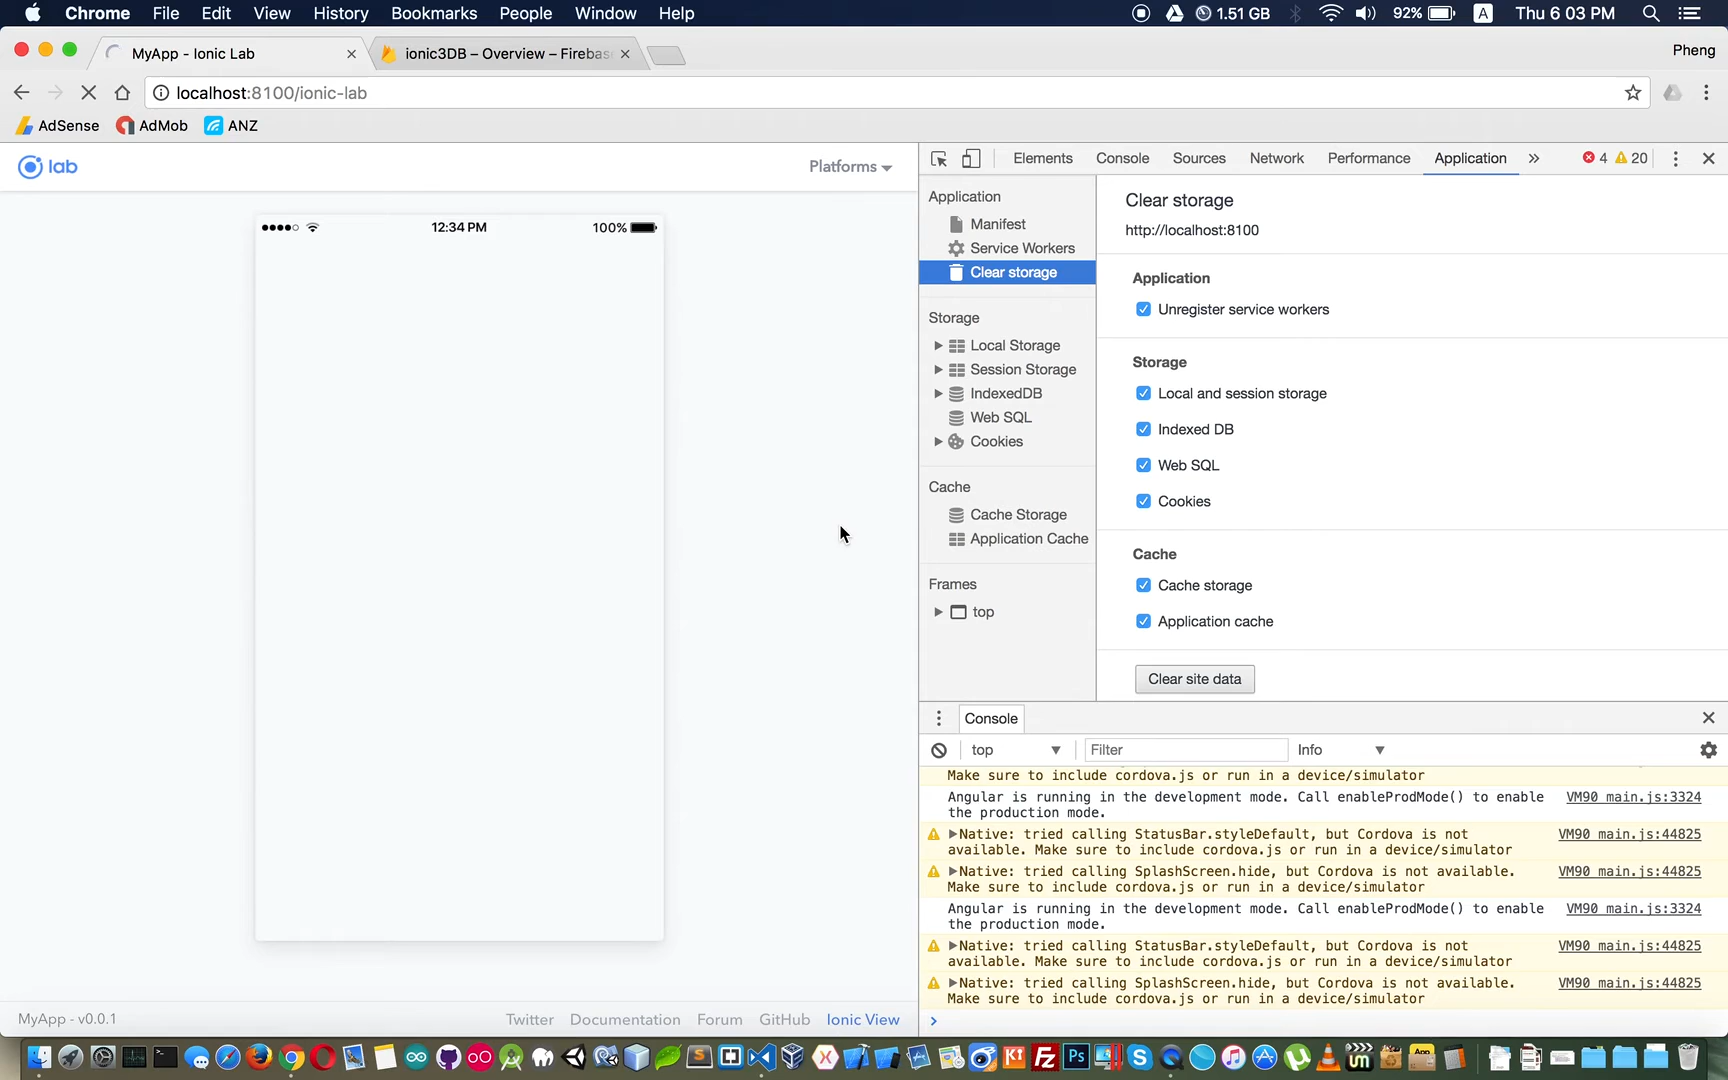 Chrome File Edit View History Bookmarks People Window Help 1.51 GB 92% A Thu 6 03 PM
MyApp - Ionic Lab ionic3DB – Overview – Firebas Pheng
localhost:8100/ionic-lab
AdSense AdMob ANZ
lab Platforms
12:34 PM 100%
MyApp - v0.0.1 Twitter Documentation Forum GitHub Ionic View
Elements Console Sources Network Performance Application » 4 20
Application
Manifest
Service Workers
Clear storage
Storage
Local Storage
Session Storage
IndexedDB
Web SQL
Cookies
Cache
Cache Storage
Application Cache
Frames
top
Clear storage
http://localhost:8100
Application
Unregister service workers
Storage
Local and session storage
Indexed DB
Web SQL
Cookies
Cache
Cache storage
Application cache
Clear site data
Console
top Filter Info
Make sure to include cordova.js or run in a device/simulator
Angular is running in the development mode. Call enableProdMode() to enable VM90 main.js:3324
the production mode.
Native: tried calling StatusBar.styleDefault, but Cordova is not VM90 main.js:44825
available. Make sure to include cordova.js or run in a device/simulator
Native: tried calling SplashScreen.hide, but Cordova is not available. VM90 main.js:44825
Make sure to include cordova.js or run in a device/simulator
Angular is running in the development mode. Call enableProdMode() to enable VM90 main.js:3324
the production mode.
Native: tried calling StatusBar.styleDefault, but Cordova is not VM90 main.js:44825
available. Make sure to include cordova.js or run in a device/simulator
Native: tried calling SplashScreen.hide, but Cordova is not available. VM90 main.js:44825
Make sure to include cordova.js or run in a device/simulator